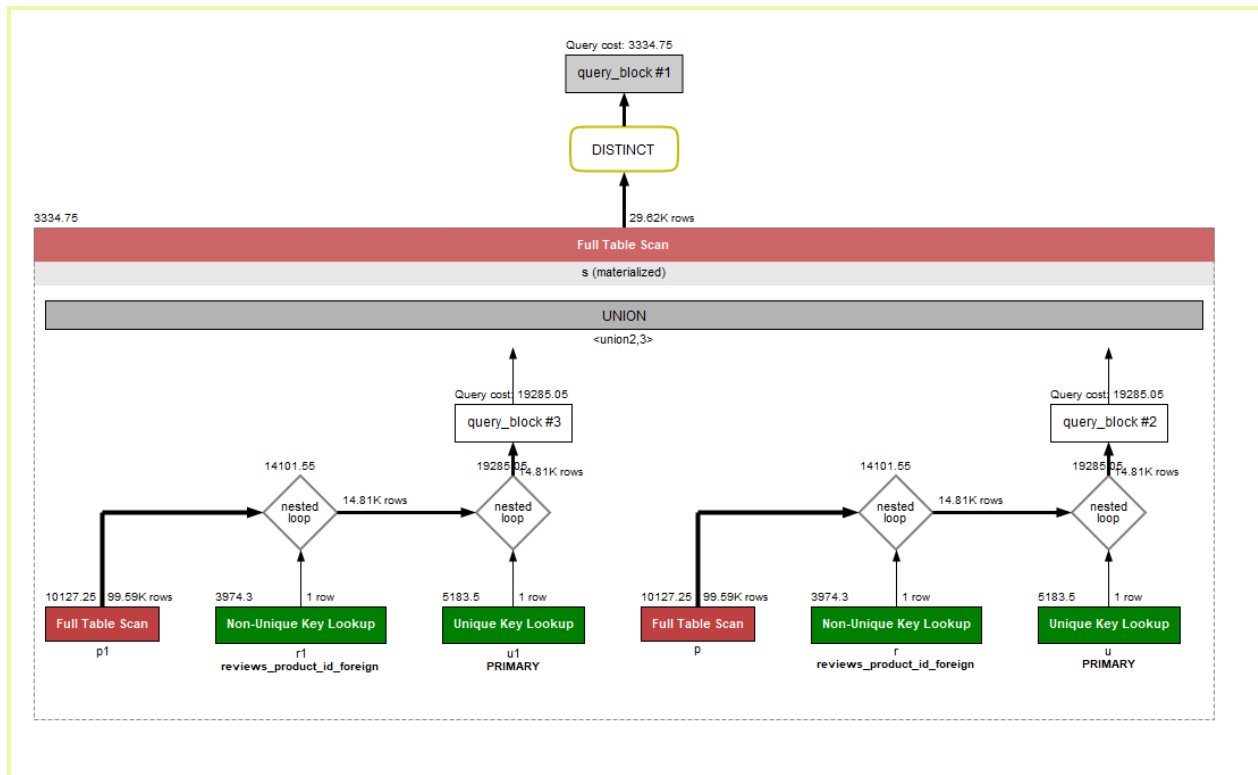 Query cost: 3334.75
query_block #1
DISTINCT
3334.75
29.62K rows
Full Table Scan
s (materialized)
UNION
<union2,3>
Query cost: 19285.05
query_block #3
14101.55
19285.05
14.81K rows
nested
loop
14.81K rows
nested
loop
10127.25 99.59K rows
3974.3 1 row
5183.5 1 row
Full Table Scan
Non-Unique Key Lookup
Unique Key Lookup
p1
r1
u1
reviews_product_id_foreign
PRIMARY
Query cost: 19285.05
query_block #2
14101.55
19285.05
14.81K rows
nested
loop
14.81K rows
nested
loop
10127.25 99.59K rows
3974.3 1 row
5183.5 1 row
Full Table Scan
Non-Unique Key Lookup
Unique Key Lookup
p
r
u
reviews_product_id_foreign
PRIMARY